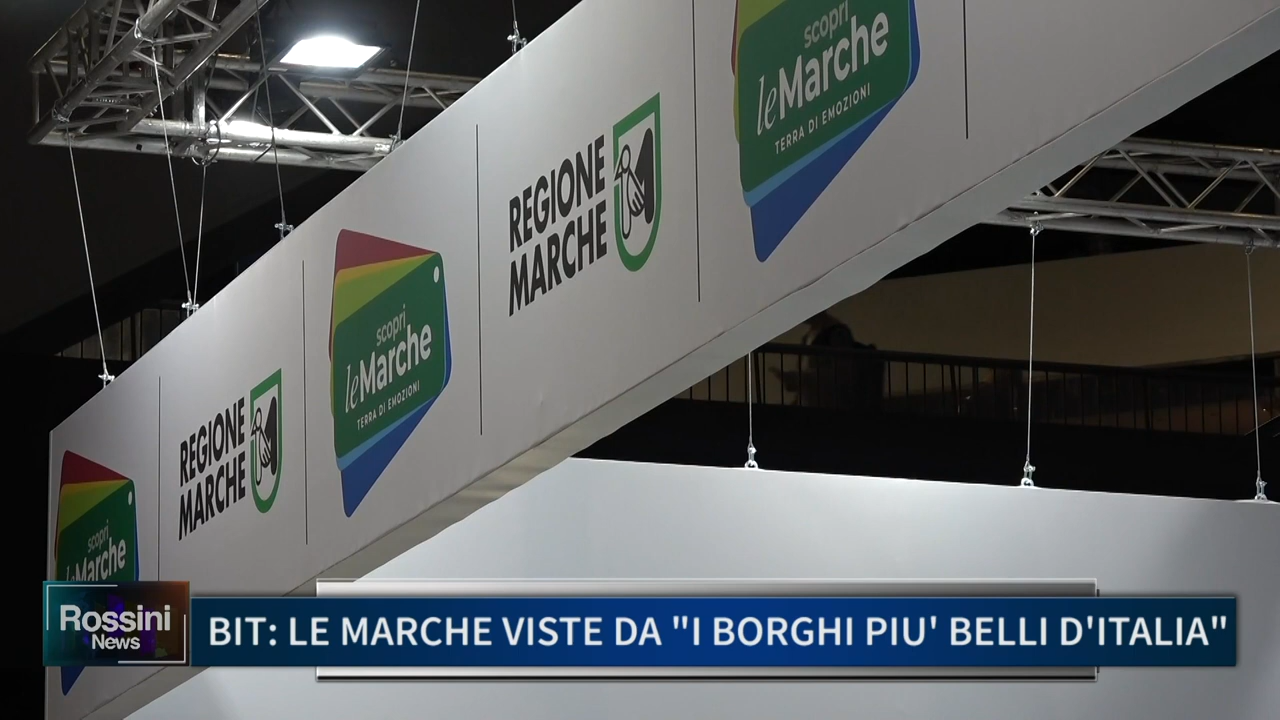 scopri
leMarche
TERRA DI EMOZIONI
REGIONE
MARCHE
scopri
leMarche
TERRA DI EMOZIONI
REGIONE
MARCHE
scopri
leMarche
Rossini
News
BIT: LE MARCHE VISTE DA "I BORGHI PIU' BELLI D'ITALIA"